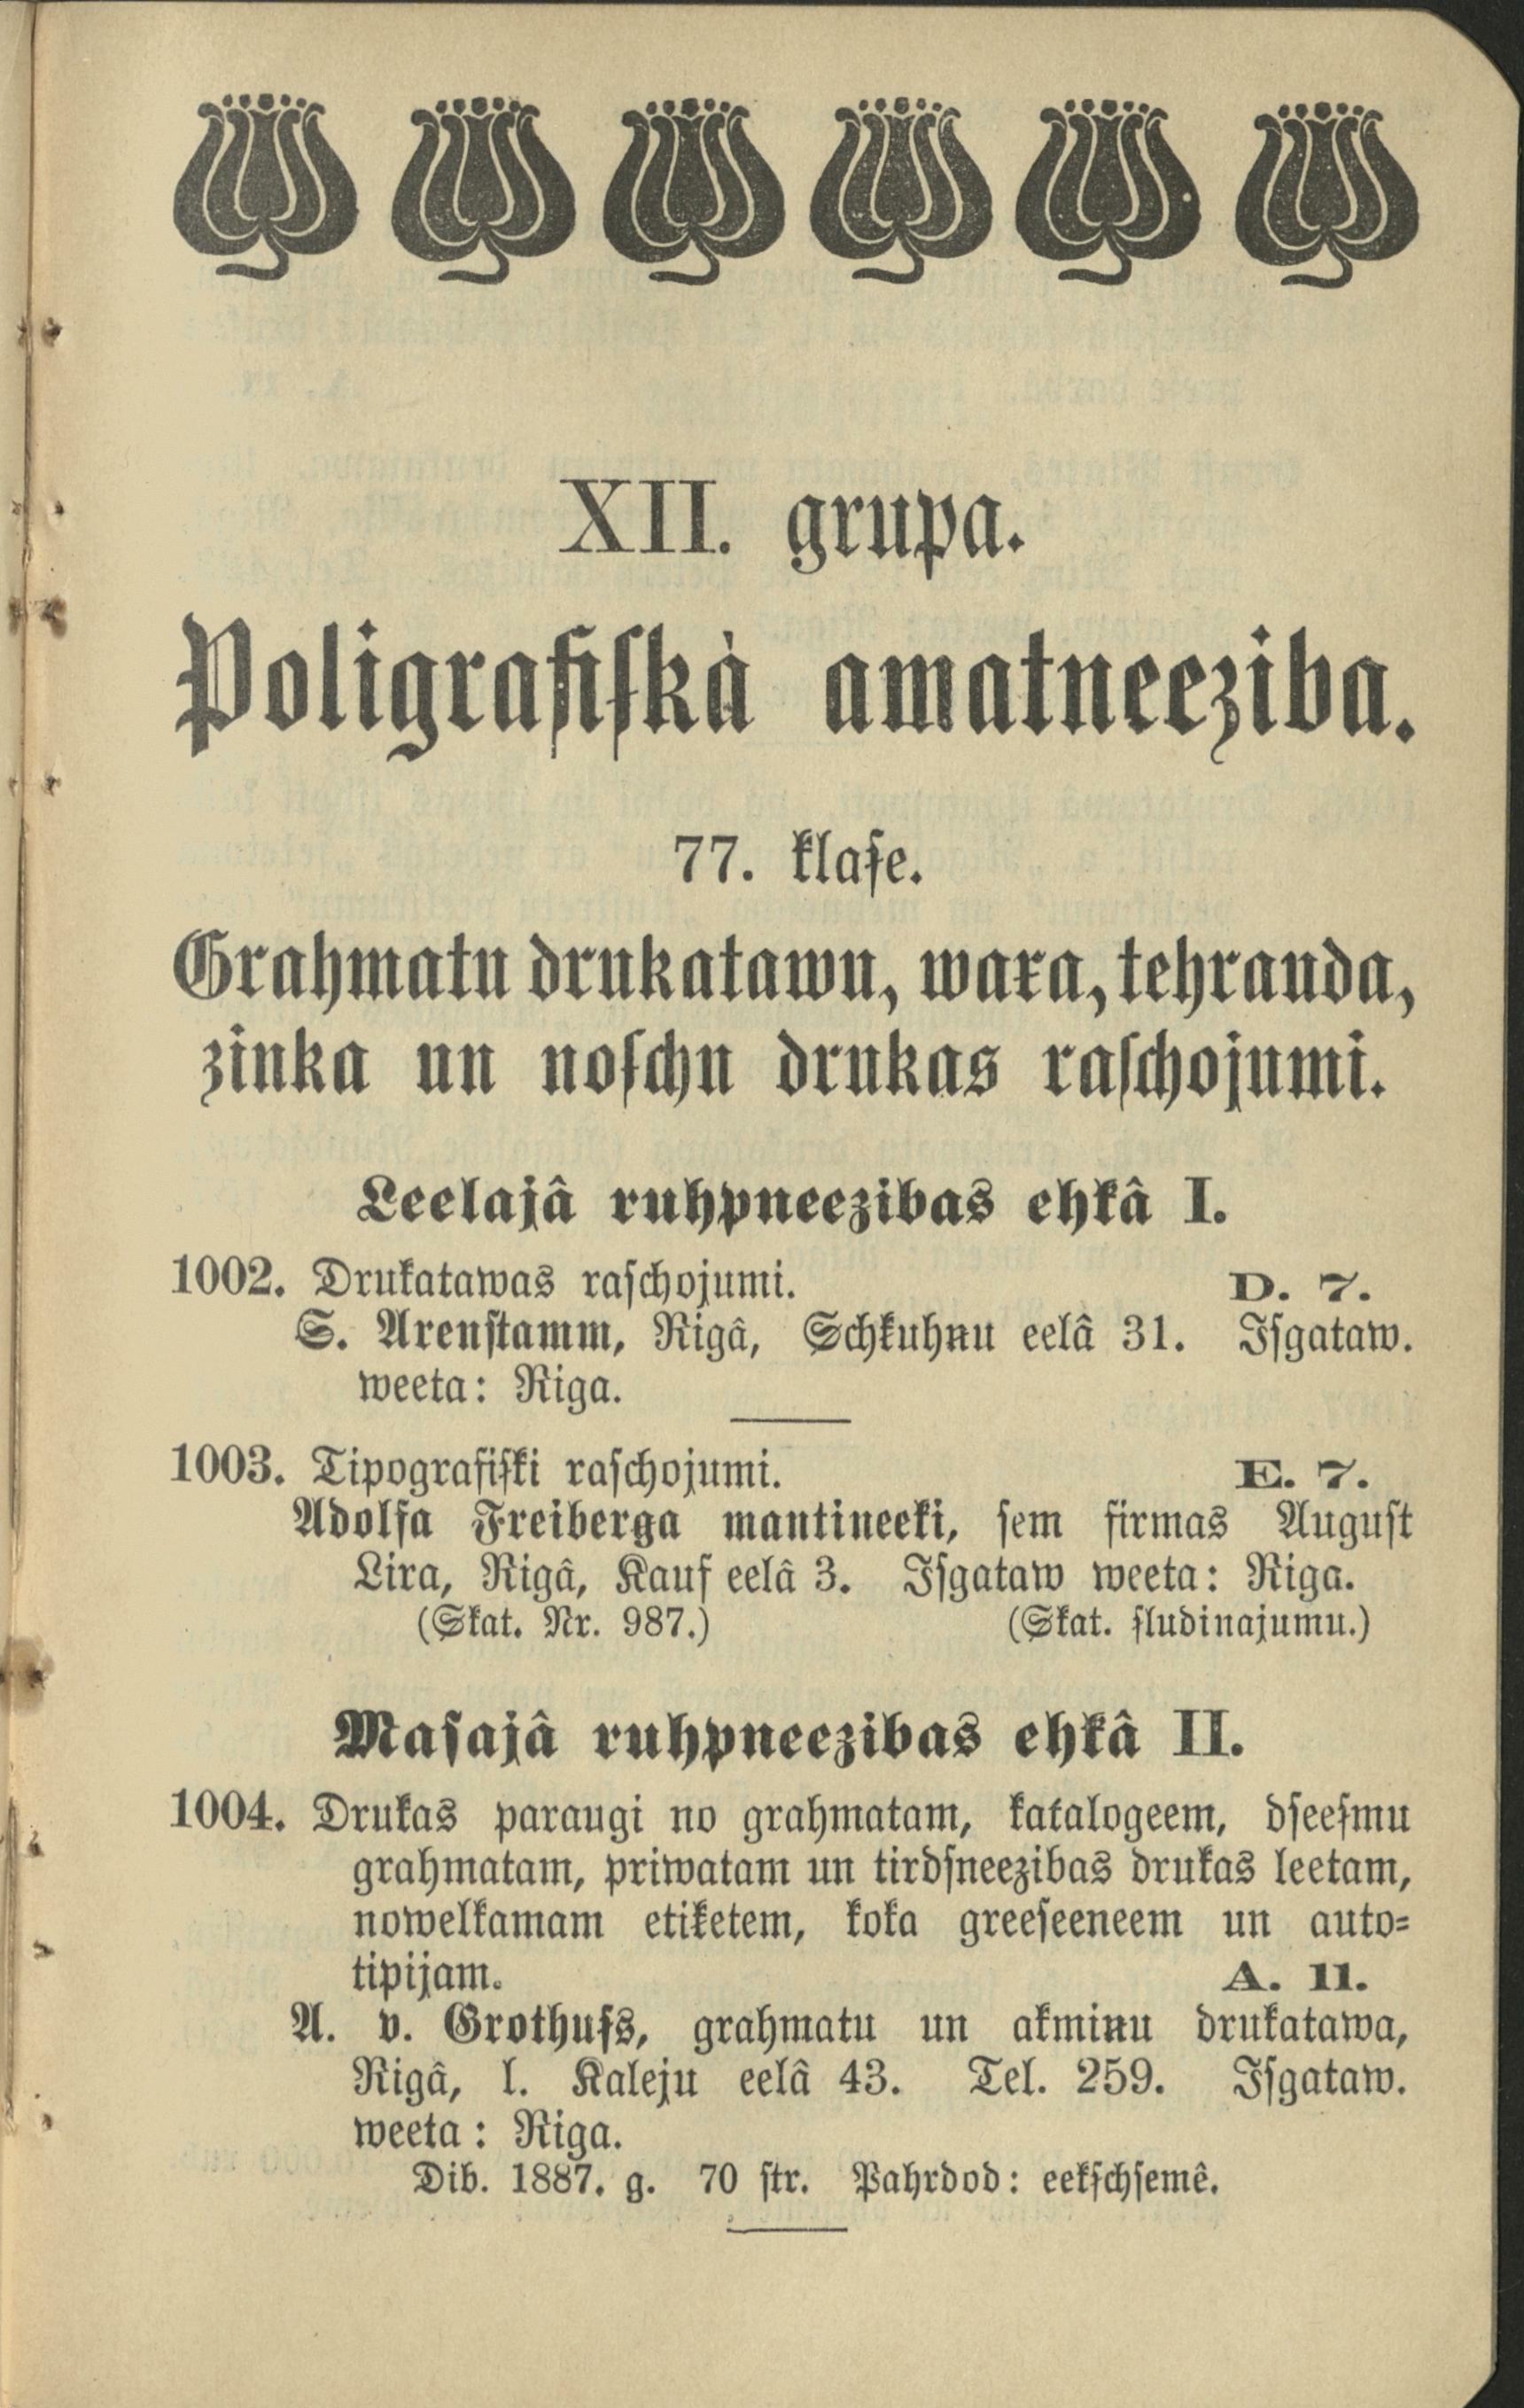 XII. grupa.
Poligrafiſkà amatneeziba.
77. klaſe.
Grahmatu drukatawu, waxa, tehrauda,
zinka un noſchu drukas raſchojumi.
Leelajâ ruhpneezibas ehkâ I.
1002. Drukatawas raſchojumi. D. 7.
S. Arenſtamm, Rigâ, Schkuhnu eelâ 31. Iſgataw.
weeta: Riga.
1003. Tipografiſki raſchojumi. E. 7.
Adolfa Freiberga mantineeki, ſem firmas Auguſt
Lira, Rigâ, Kauf eelâ 3. Iſgataw weeta: Riga.
(Skat. Nr. 987.) (Skat. ſludinajumu.)
Maſajâ ruhpneezibas ehkâ II.
1004. Drukas paraugi no grahmatam, katalogeem, dſeeſmu
grahmatam, priwatam un tirdſneezibas drukas leetam,
nowelkamam etiketem, koka greeſeeneem un auto-
tipijam. A. 11.
A. v. Grothuſs, grahmatu un akmiņu drukatawa,
Rigâ, l. Kaleju eelâ 43. Tel. 259. Iſgataw.
weeta: Riga.
Dib. 1887. g. 70 ſtr. Pahrdod: eekſchſemê.